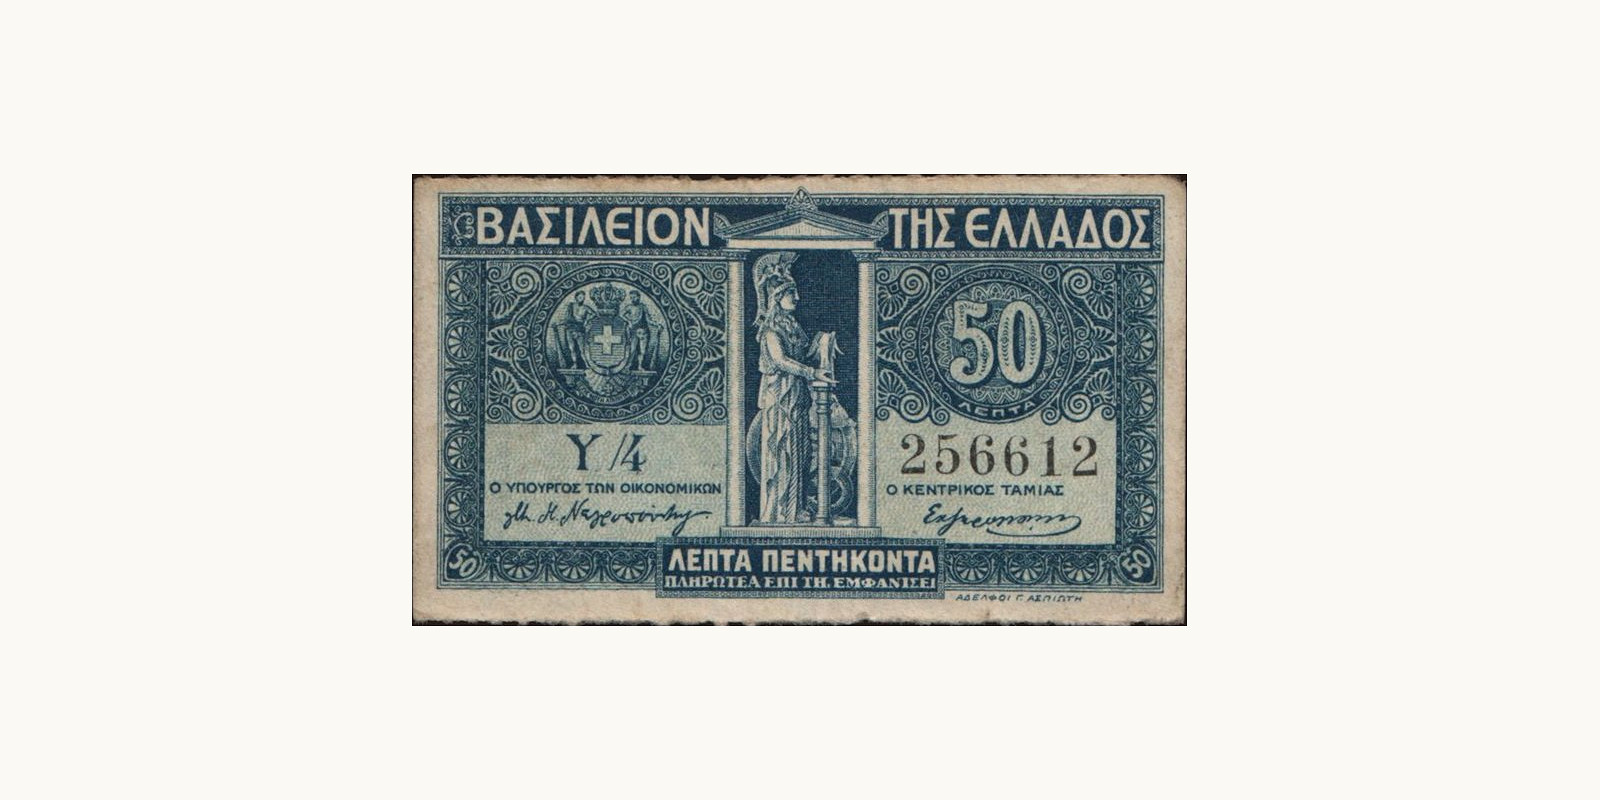 ΒΑΣΙΛΕΙΟΝ ΤΗΣ ΕΛΛΑΔΟΣ
50
ΛΕΠΤΑ
Υ/4
256612
Ο ΥΠΟΥΡΓΟΣ ΤΩΝ ΟΙΚΟΝΟΜΙΚΩΝ
Ο ΚΕΝΤΡΙΚΟΣ ΤΑΜΙΑΣ
50
ΛΕΠΤΑ ΠΕΝΤΗΚΟΝΤΑ
50
ΠΛΗΡΩΤΕΑ ΕΠΙ ΤΗ, ΕΜΦΑΝΙΣΕΙ
ΑΔΕΛΦΟΙ Γ. ΑΣΠΙΩΤΗ